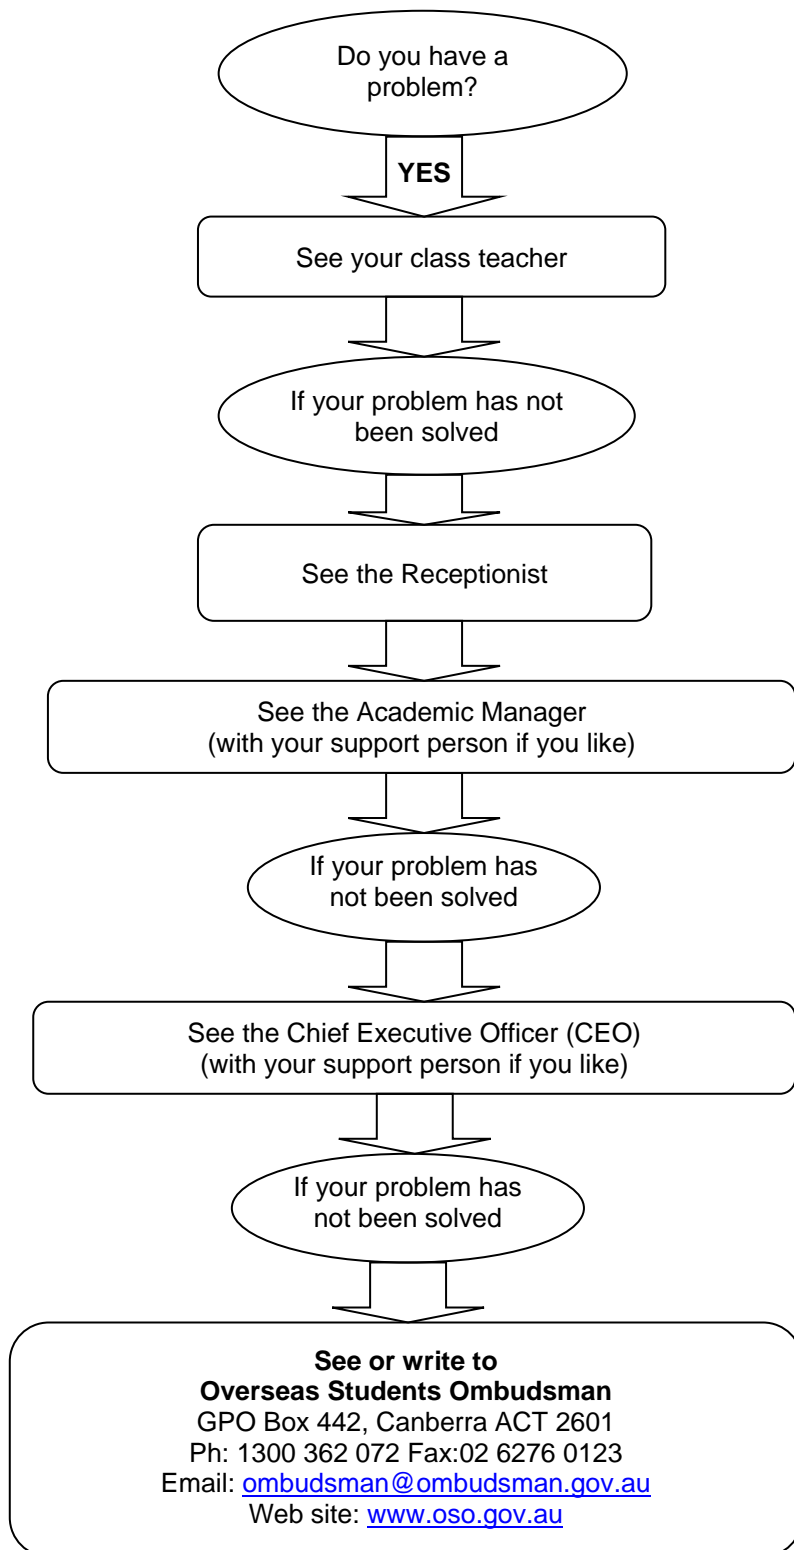 Do you have a
problem?
YES
See your class teacher
If your problem has not
been solved
See the Receptionist
See the Academic Manager
(with your support person if you like)
If your problem has
not been solved
See the Chief Executive Officer (CEO)
(with your support person if you like)
If your problem has
not been solved
See or write to
Overseas Students Ombudsman
GPO Box 442, Canberra ACT 2601
Ph: 1300 362 072 Fax:02 6276 0123
Email: ombudsman@ombudsman.gov.au
Web site: www.oso.gov.au